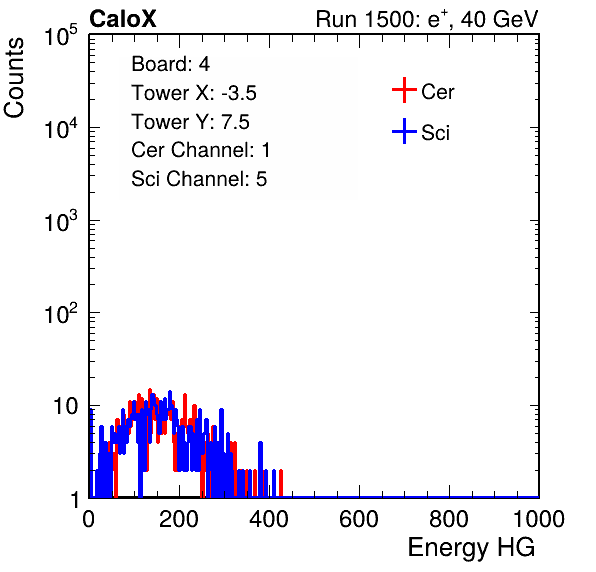 CaloX Run 1500: e⁺, 40 GeV
Counts
Board: 4
Tower X: -3.5
Tower Y: 7.5
Cer Channel: 1
Sci Channel: 5
Cer
Sci
10⁵
10⁴
10³
10²
10
1
0 200 400 600 800 1000
Energy HG